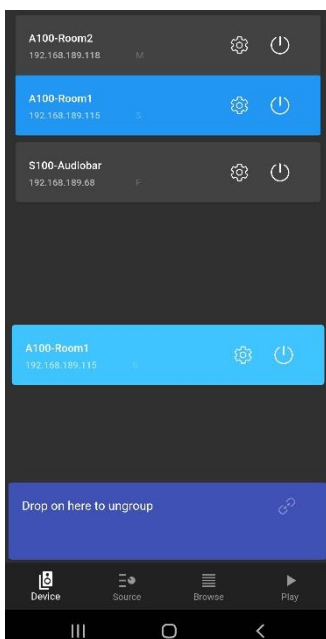 A100-Room2
192.168.189.118 M
A100-Room1
192.168.189.115 S
S100-Audiobar
192.168.189.68 F
A100-Room1
192.168.189.115 S
Drop on here to ungroup
Device Source Browse Play